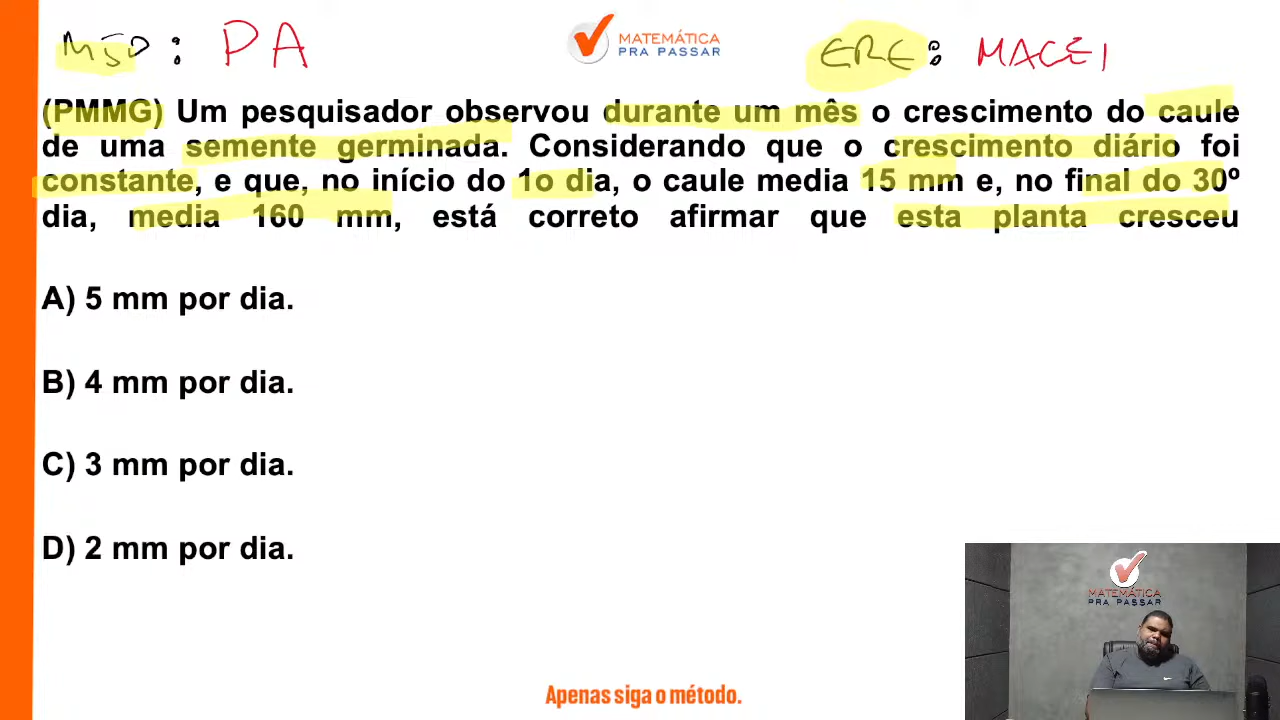 MJD : PA
MATEMÁTICA
PRA PASSAR
ERE : MACEI
(PMMG) Um pesquisador observou durante um mês o crescimento do caule
de uma semente germinada. Considerando que o crescimento diário foi
constante, e que, no início do 1o dia, o caule media 15 mm e, no final do 30º
dia, media 160 mm, está correto afirmar que esta planta cresceu
A) 5 mm por dia.
B) 4 mm por dia.
C) 3 mm por dia.
D) 2 mm por dia.
MATEMÁTICA
PRA PASSAR
Apenas siga o método.